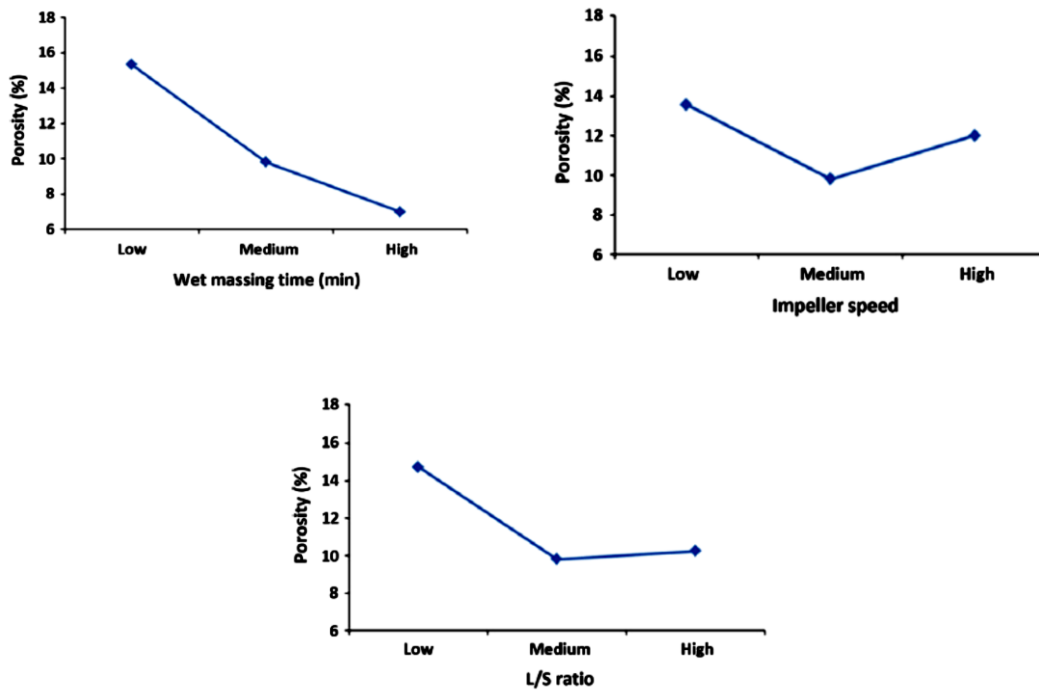 Porosity (%)
18
16
14
12
10
8
6
Low Medium High
Wet massing time (min)
Porosity (%)
18
16
14
12
10
8
6
Low Medium High
Impeller speed
Porosity (%)
18
16
14
12
10
8
6
Low Medium High
L/S ratio